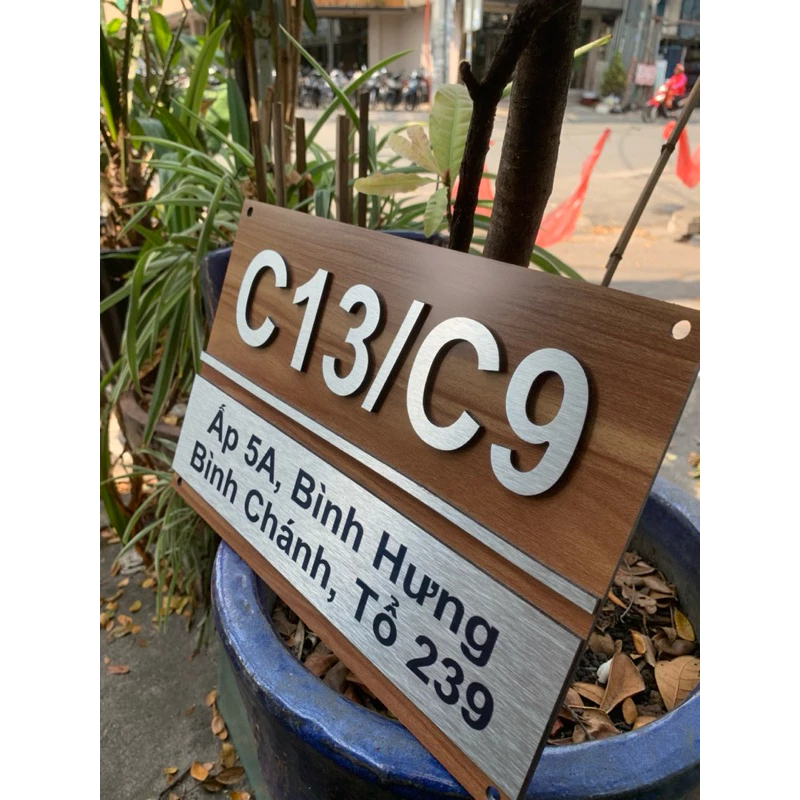 C13/C9
Ấp 5A, Bình Hưng
Bình Chánh, Tổ 239